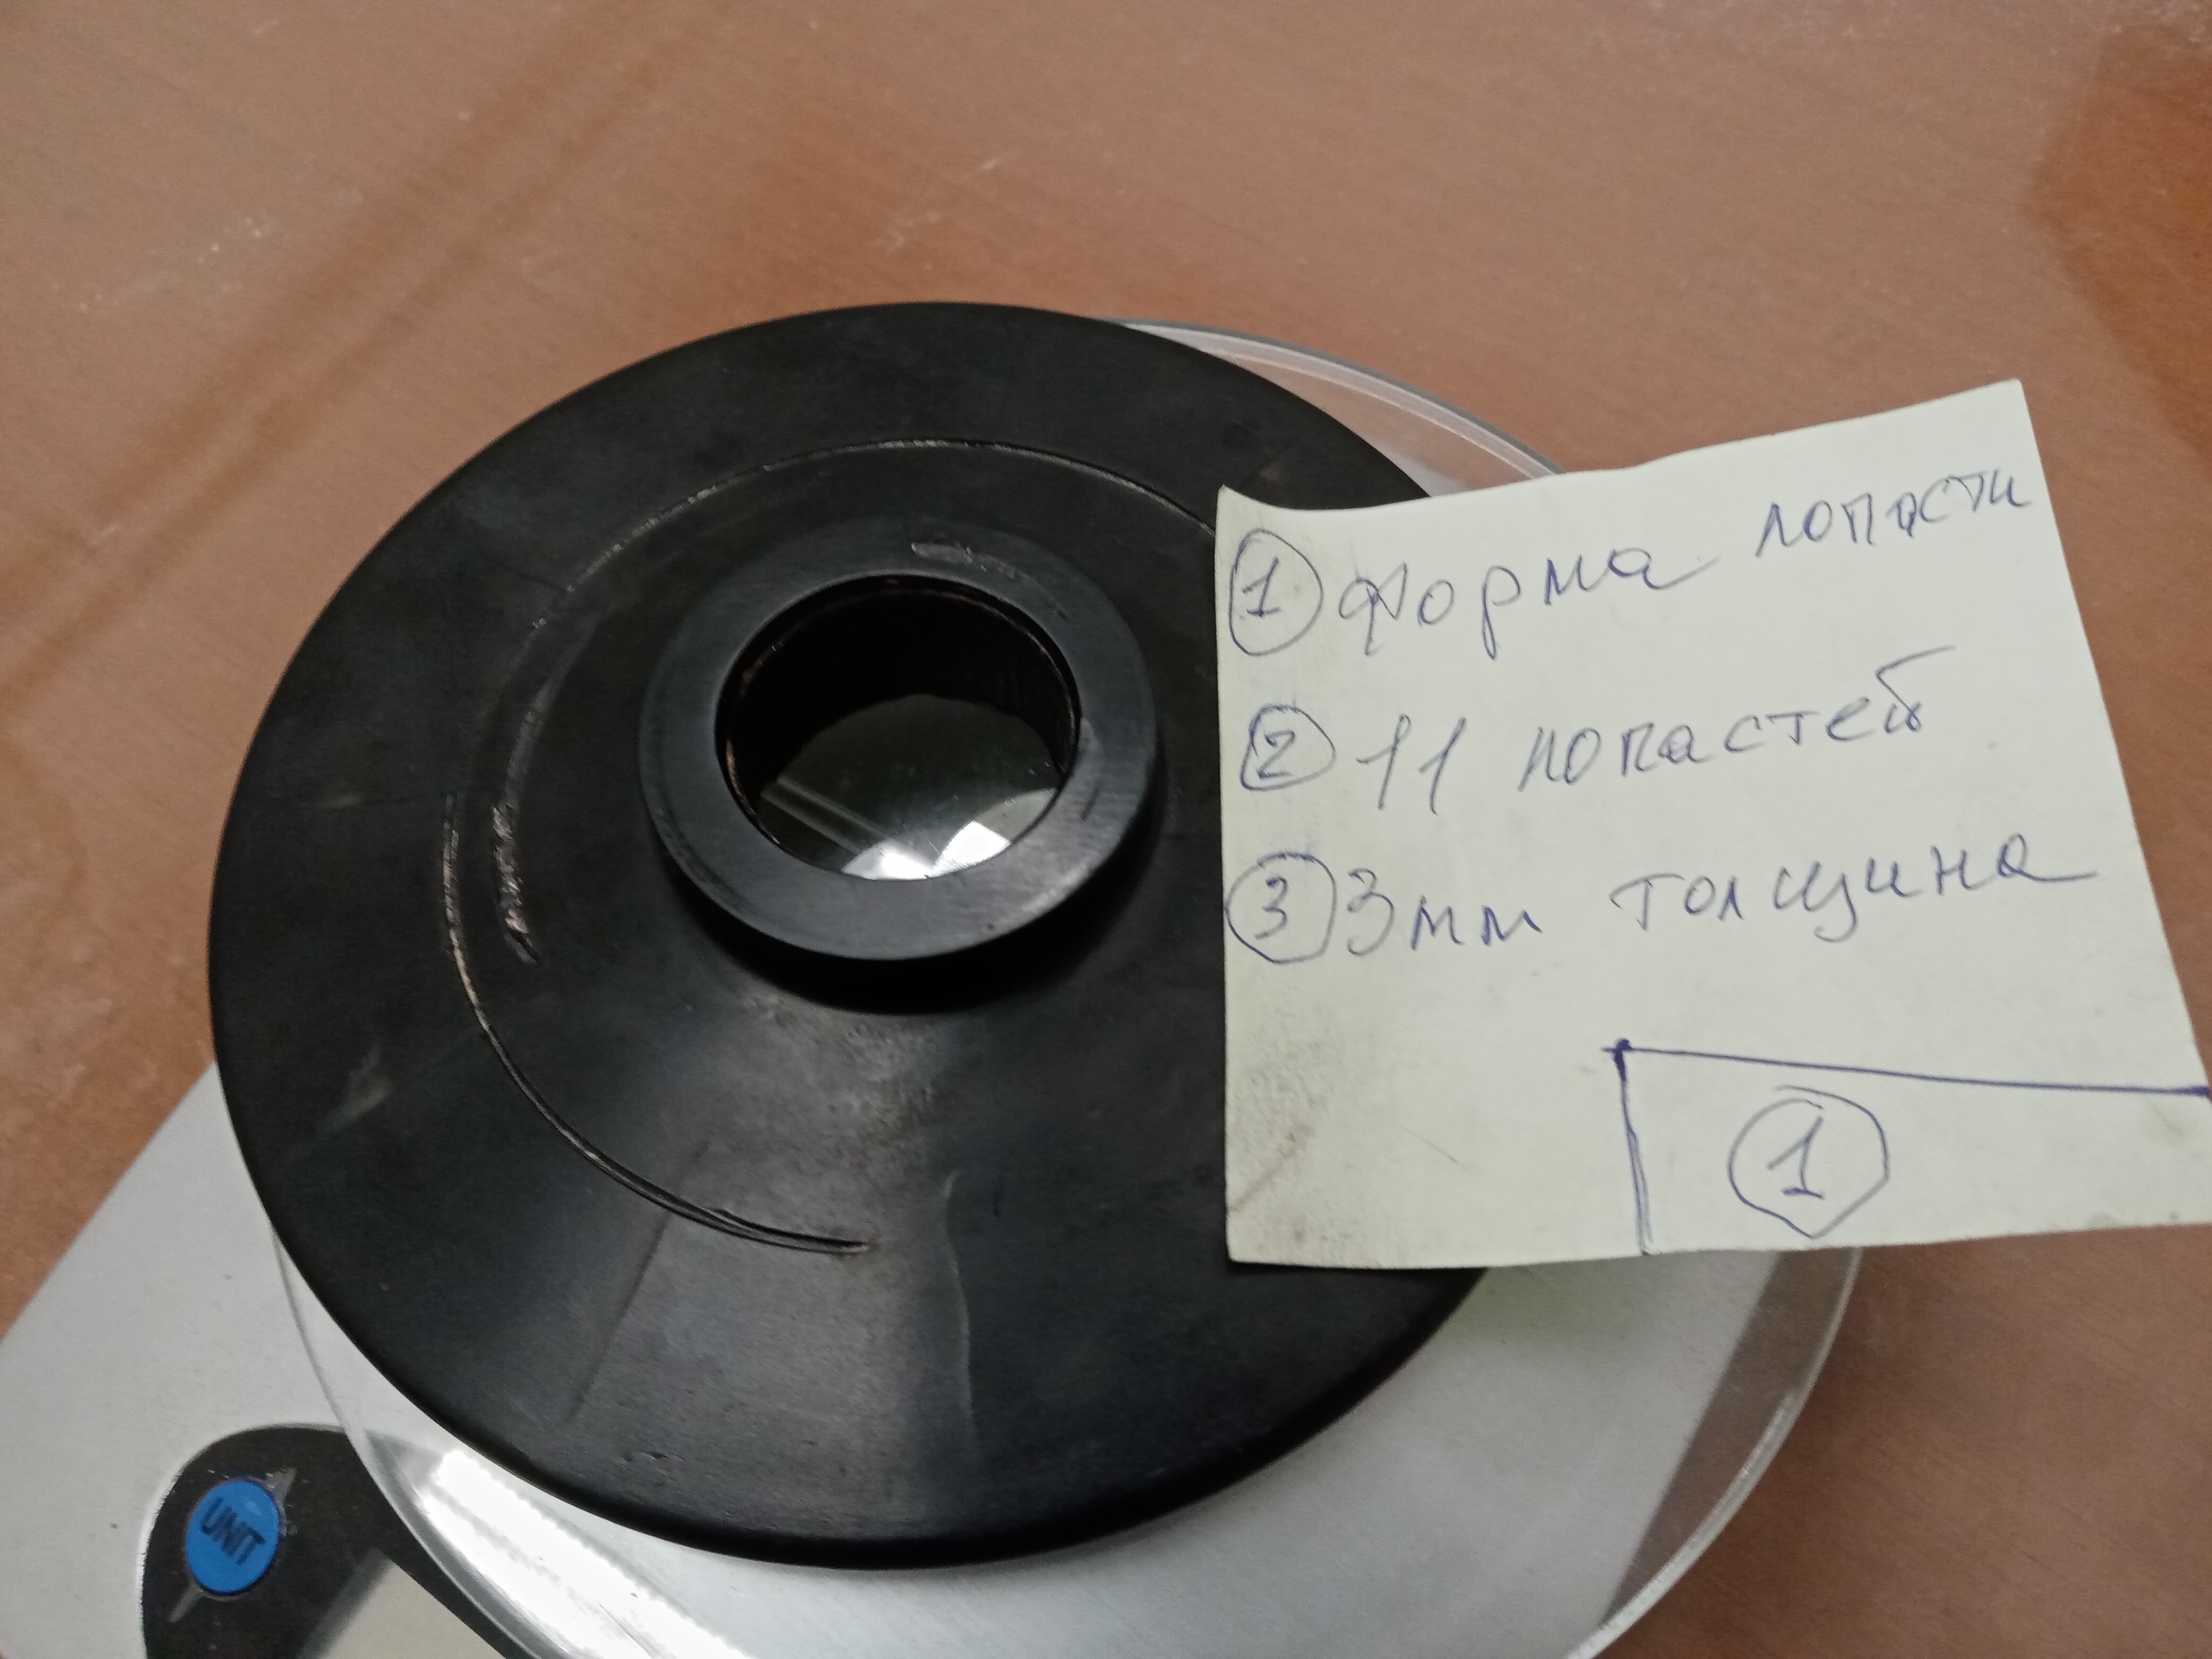 ① форма лопасти
② 11 лопастей
③ 3мм толщина
①
UNIT